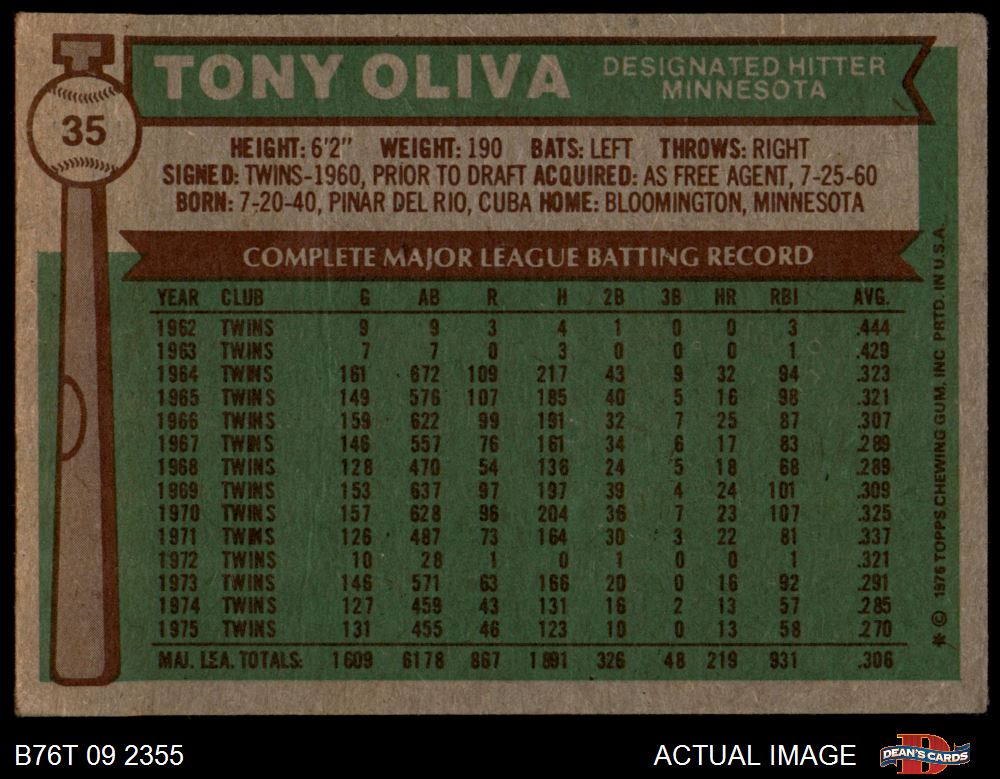 TONY OLIVA
DESIGNATED HITTER
MINNESOTA
35
HEIGHT: 6'2" WEIGHT: 190 BATS: LEFT THROWS: RIGHT
SIGNED: TWINS-1960, PRIOR TO DRAFT ACQUIRED: AS FREE AGENT, 7-25-60
BORN: 7-20-40, PINAR DEL RIO, CUBA HOME: BLOOMINGTON, MINNESOTA
COMPLETE MAJOR LEAGUE BATTING RECORD
YEAR CLUB G AB R H 2B 3B HR RBI AVG.
1962 TWINS 9 9 3 4 1 0 0 3 .444
1963 TWINS 7 7 0 3 0 0 0 1 .429
1964 TWINS 161 672 109 217 43 9 32 94 .323
1965 TWINS 149 576 107 185 40 5 16 98 .321
1966 TWINS 159 622 99 191 32 7 25 87 .307
1967 TWINS 146 557 76 161 34 6 17 83 .289
1968 TWINS 128 470 54 136 24 5 18 68 .289
1969 TWINS 153 637 97 197 39 4 24 101 .309
1970 TWINS 157 628 96 204 36 7 23 107 .325
1971 TWINS 126 487 73 164 30 3 22 81 .337
1972 TWINS 10 28 1 0 1 0 0 1 .321
1973 TWINS 146 571 63 166 20 0 16 92 .291
1974 TWINS 127 459 43 131 16 2 13 57 .285
1975 TWINS 131 455 46 123 10 0 13 58 .270
MAJ. LEA. TOTALS: 1609 6178 867 1891 326 48 219 931 .306
* © 1976 TOPPS CHEWING GUM, INC PRTD. IN U.S.A.
B76T 09 2355
ACTUAL IMAGE
DEAN'S CARDS